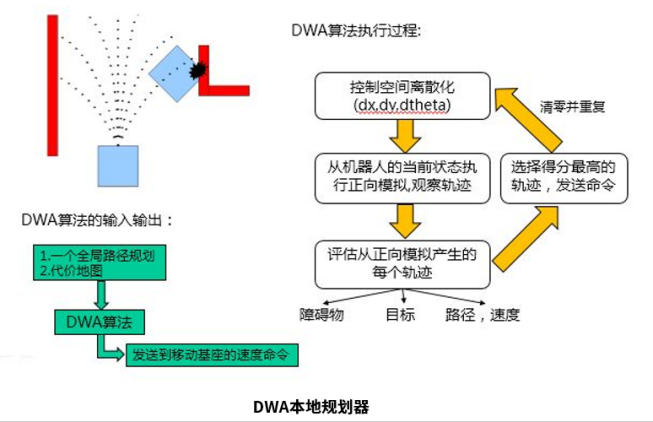 DWA算法执行过程:
控制空间离散化
(dx,dy,dtheta)
清零并重复
从机器人的当前状态执
行正向模拟,观察轨迹
选择得分最高的
轨迹，发送命令
评估从正向模拟产生的
每个轨迹
障碍物 目标 路径，速度
DWA算法的输入输出：
1.一个全局路径规划
2.代价地图
DWA算法
发送到移动基座的速度命令
DWA本地规划器